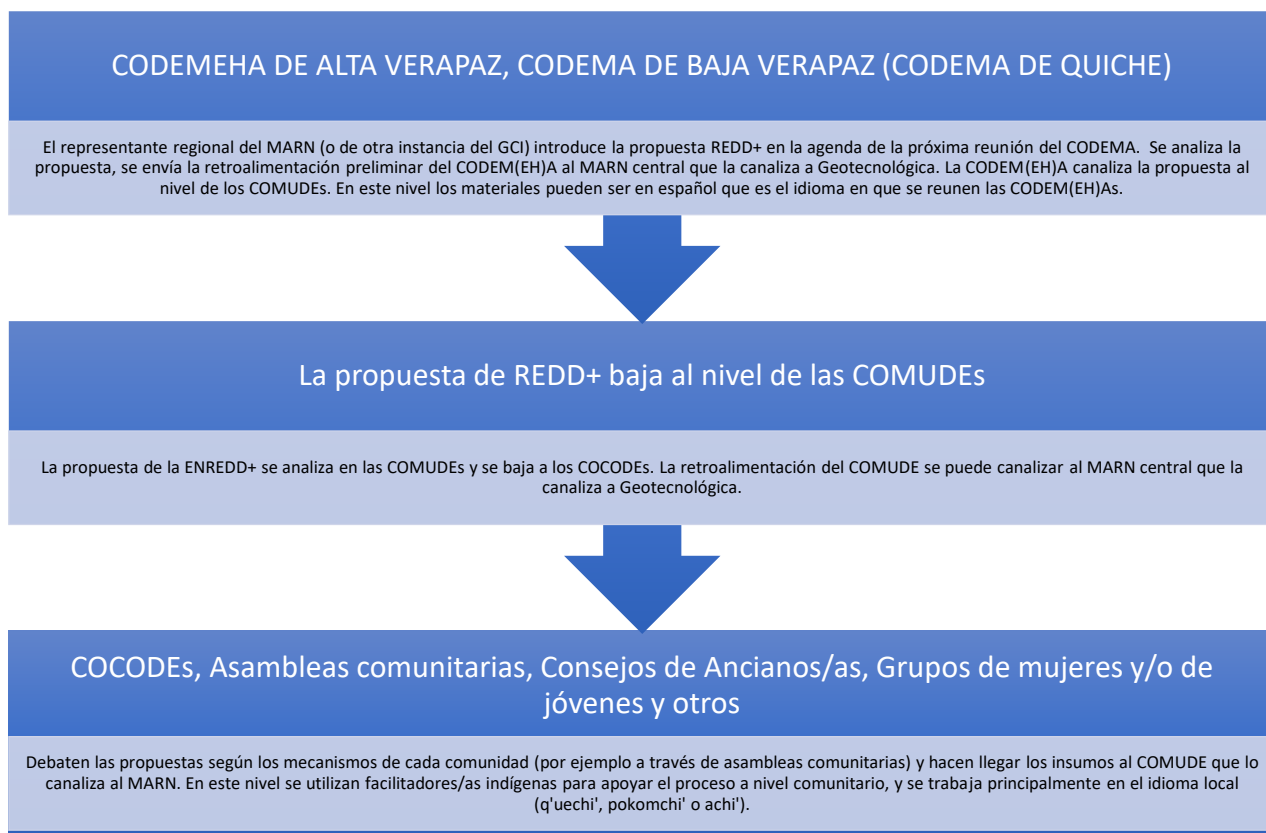 CODEMEHA DE ALTA VERAPAZ, CODEMA DE BAJA VERAPAZ (CODEMA DE QUICHE)
El representante regional del MARN (o de otra instancia del GCI) introduce la propuesta REDD+ en la agenda de la próxima reunión del CODEMA. Se analiza la
propuesta, se envía la retroalimentación preliminar del CODEM(EH)A al MARN central que la canaliza a Geotecnológica. La CODEM(EH)A canaliza la propuesta al
nivel de los COMUDEs. En este nivel los materiales pueden ser en español que es el idioma en que se reunen las CODEM(EH)As.
La propuesta de REDD+ baja al nivel de las COMUDEs
La propuesta de la ENREDD+ se analiza en las COMUDEs y se baja a los COCODEs. La retroalimentación del COMUDE se puede canalizar al MARN central que la
canaliza a Geotecnológica.
COCODEs, Asambleas comunitarias, Consejos de Ancianos/as, Grupos de mujeres y/o de
jóvenes y otros
Debaten las propuestas según los mecanismos de cada comunidad (por ejemplo a través de asambleas comunitarias) y hacen llegar los insumos al COMUDE que lo
canaliza al MARN. En este nivel se utilizan facilitadores/as indígenas para apoyar el proceso a nivel comunitario, y se trabaja principalmente en el idioma local
(q'uechi', pokomchi' o achi').